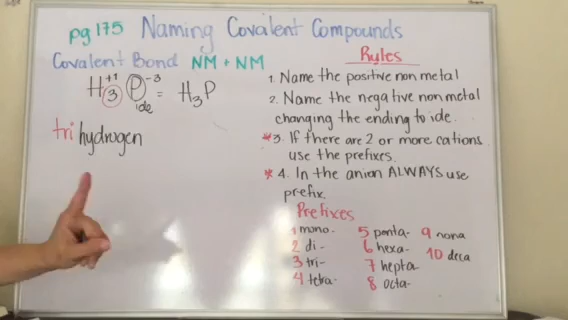 pg 175 Naming Covalent Compounds
Covalent Bond NM + NM
H+1 3 P-3 = H3P
ide
tri hydrogen
Rules
1. Name the positive non metal
2. Name the negative non metal
changing the ending to ide.
*3. If there are 2 or more cations
use the prefixes.
*4. In the anion ALWAYS use
prefix.
Prefixes
1 mono- 5 penta- 9 nona
2 di- 6 hexa- 10 deca
3 tri- 7 hepta-
4 tetra- 8 octa-